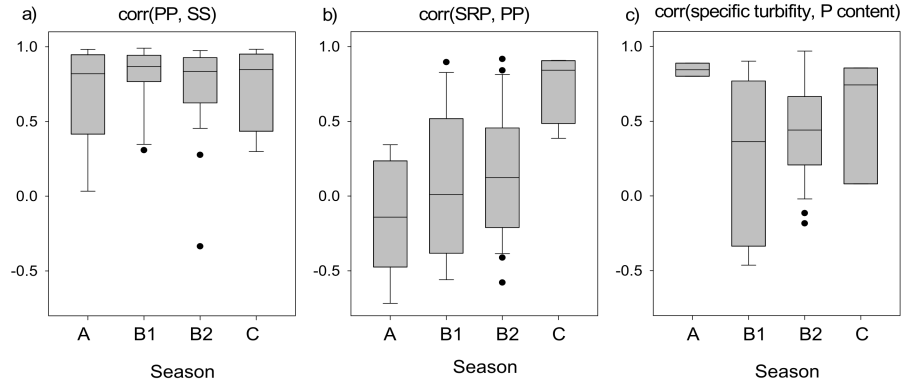 a) corr(PP, SS)
1.0
0.5
0.0
-0.5
A B1 B2 C
Season
b) corr(SRP, PP)
1.0
0.5
0.0
-0.5
A B1 B2 C
Season
c) corr(specific turbifity, P content)
1.0
0.5
0.0
-0.5
A B1 B2 C
Season